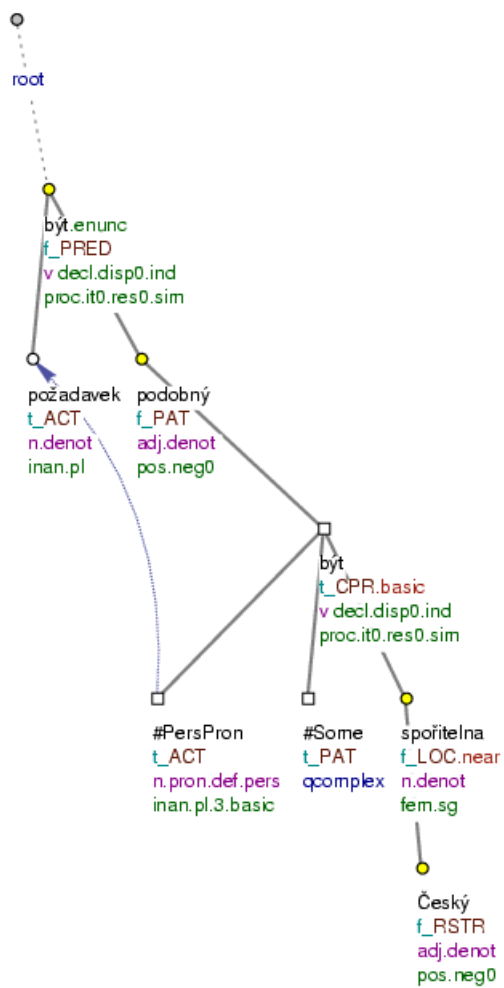 root
být.enunc
f_PRED
v decl.disp0.ind
proc.it0.res0.sim
požadavek
t_ACT
n.denot
inan.pl
podobný
f_PAT
adj.denot
pos.neg0
být
t_CPR.basic
v decl.disp0.ind
proc.it0.res0.sim
#PersPron
t_ACT
n.pron.def.pers
inan.pl.3.basic
#Some
t_PAT
qcomplex
spořitelna
f_LOC.near
n.denot
fem.sg
Český
f_RSTR
adj.denot
pos.neg0